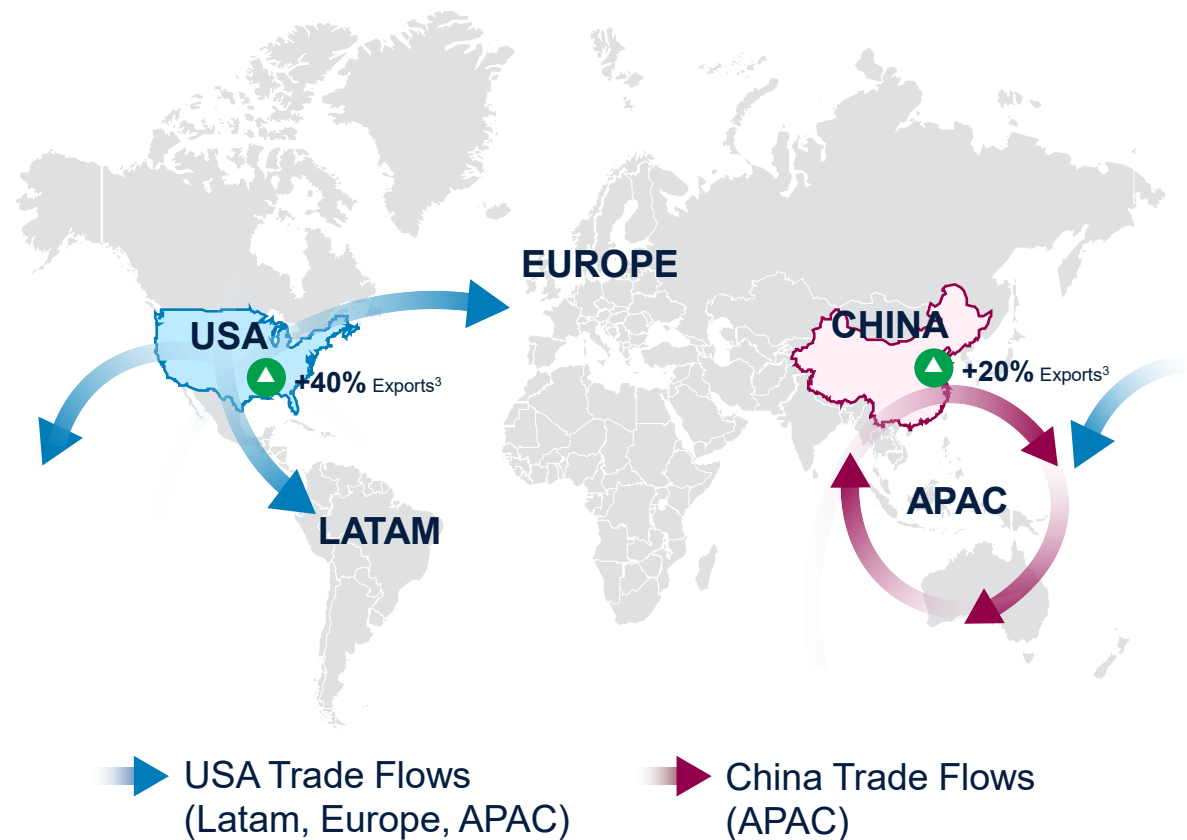 EUROPE
USA
CHINA
+40% Exports³
+20% Exports³
APAC
LATAM
USA Trade Flows
(Latam, Europe, APAC)
China Trade Flows
(APAC)